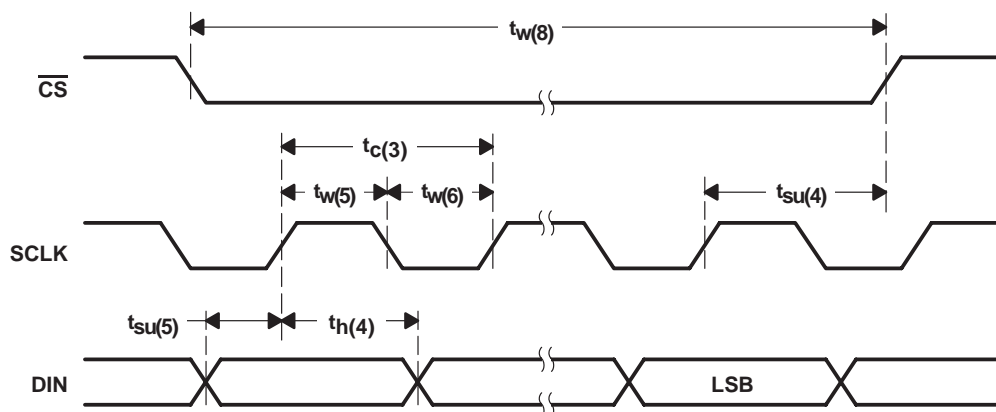 tw(8)
CS
tc(3)
tw(5)
tw(6)
tsu(4)
SCLK
tsu(5)
th(4)
DIN
LSB